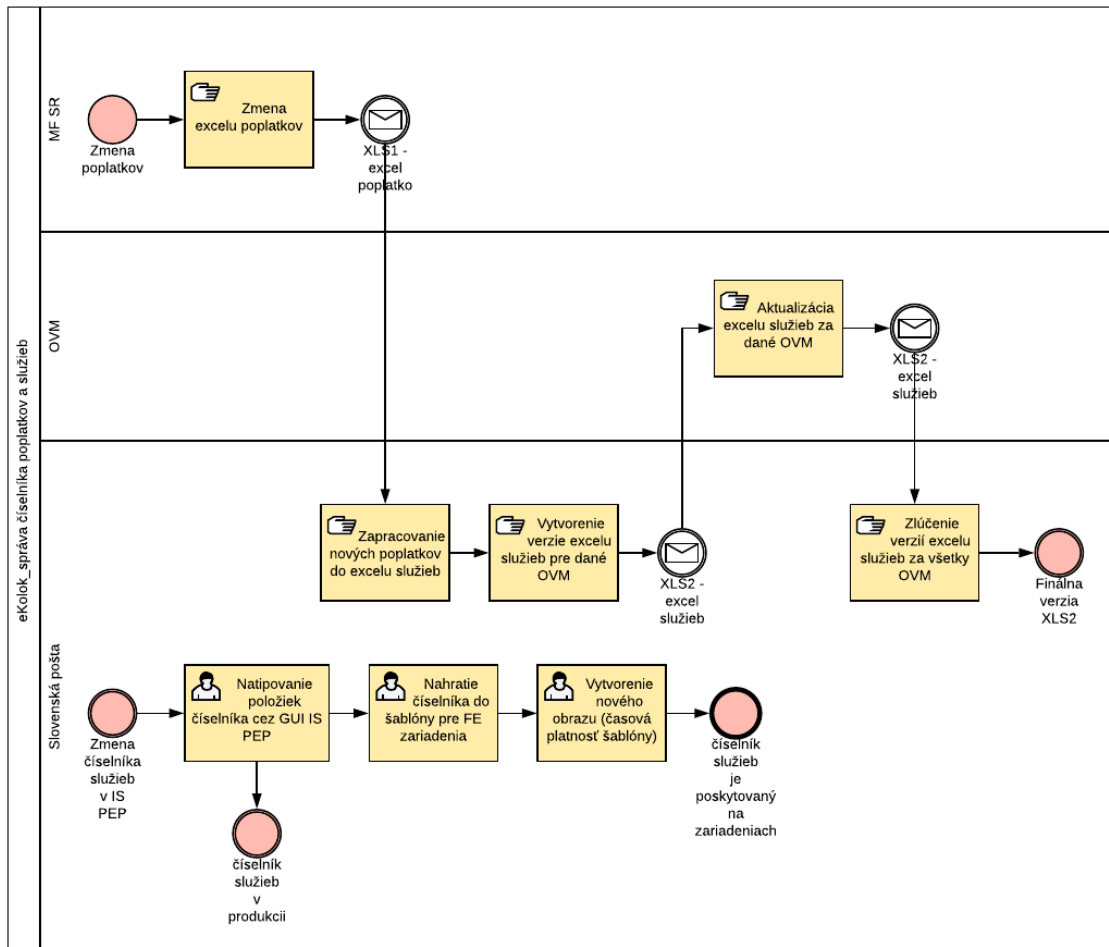 eKolok_správa číselníka poplatkov a služieb
MF SR
Zmena
poplatkov
Zmena
excelu poplatkov
XLS1 -
excel
poplatko
OVM
Aktualizácia
excelu služieb za
dané OVM
XLS2 -
excel
služieb
Slovenská pošta
Zapracovanie
nových poplatkov
do excelu služieb
Vytvorenie
verzie excelu
služieb pre dané
OVM
XLS2 -
excel
služieb
Zlúčenie
verzií excelu
služieb za všetky
OVM
Finálna
verzia
XLS2
Zmena
číselníka
služieb
v IS
PEP
Natipovanie
položiek
číselníka cez GUI IS
PEP
Nahratie
číselníka do
šablóny pre FE
zariadenia
Vytvorenie
nového
obrazu (časová
platnosť šablóny)
číselník
služieb
je
poskytovaný
na
zariadeniach
číselník
služieb
v
produkcii